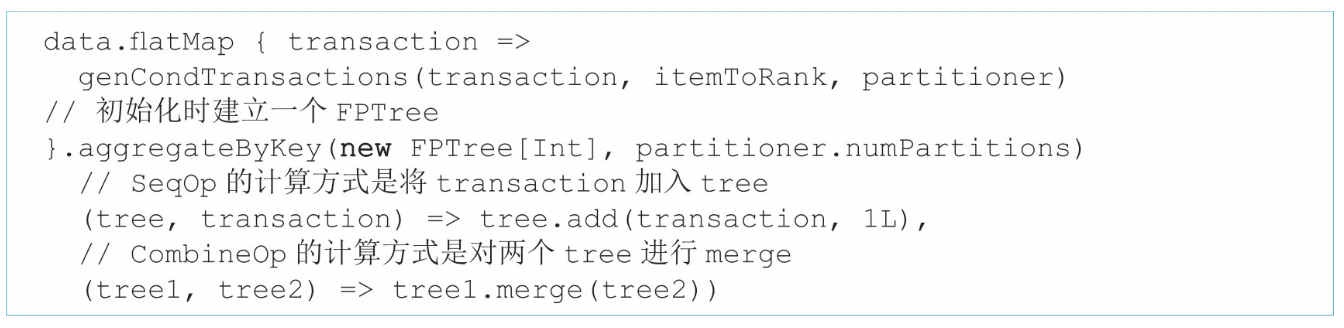 data.flatMap { transaction =>
genCondTransactions(transaction, itemToRank, partitioner)
// 初始化时建立一个 FPTree
}.aggregateByKey(new FPTree[Int], partitioner.numPartitions)
// SeqOp 的计算方式是将 transaction 加入 tree
(tree, transaction) => tree.add(transaction, 1L),
// CombineOp 的计算方式是对两个 tree 进行 merge
(tree1, tree2) => tree1.merge(tree2))